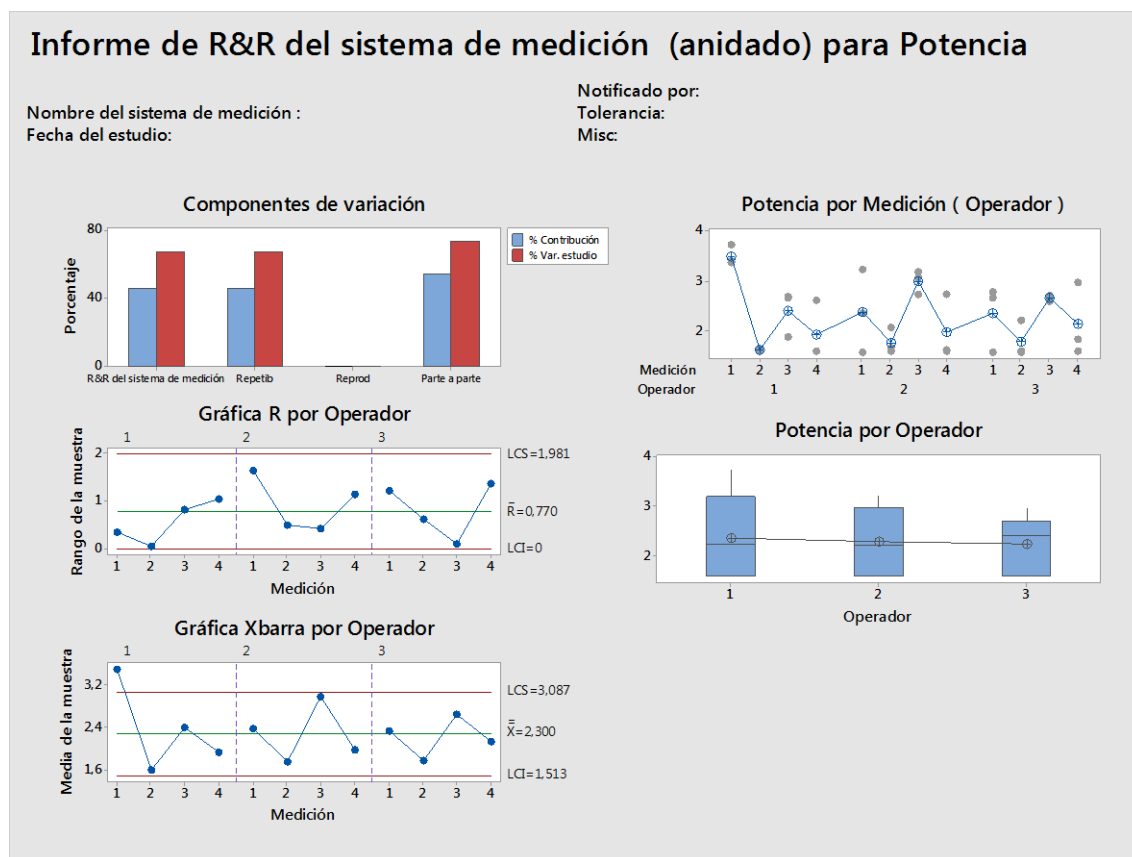 Informe de R&R del sistema de medición (anidado) para Potencia
Nombre del sistema de medición :
Fecha del estudio:
Notificado por:
Tolerancia:
Misc:
Componentes de variación
80
40
0
Porcentaje
% Contribución
% Var. estudio
R&R del sistema de medición Repetib Reprod Parte a parte
Gráfica R por Operador
1 2 3
2
1
0
Rango de la muestra
LCS=1,981
R=0,770
LCI=0
1 2 3 4 1 2 3 4 1 2 3 4
Medición
Gráfica Xbarra por Operador
1 2 3
3,2
2,4
1,6
Media de la muestra
LCS=3,087
X=2,300
LCI=1,513
1 2 3 4 1 2 3 4 1 2 3 4
Medición
Potencia por Medición ( Operador )
4
3
2
Medición 1 2 3 4 1 2 3 4 1 2 3 4
Operador 1 2 3
Potencia por Operador
4
3
2
1 2 3
Operador